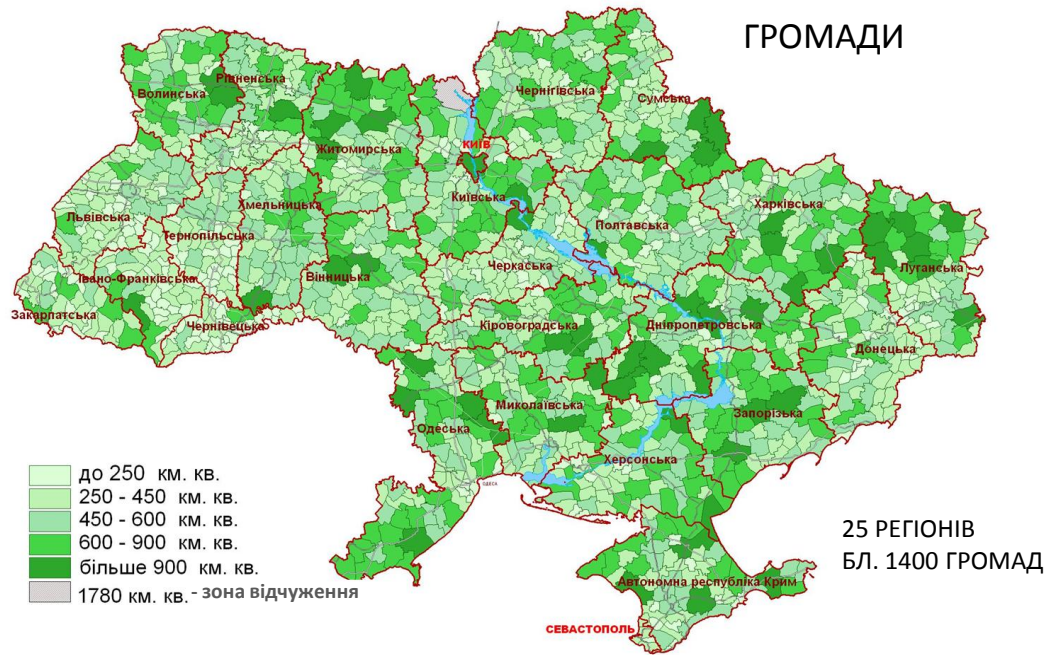 ГРОМАДИ
Волинська
Рівненська
Чернігівська
Сумська
Житомирська
КИЇВ
Київська
Львівська
Хмельницька
Тернопільська
Полтавська
Харківська
Луганська
Івано-Франківська
Вінницька
Черкаська
Закарпатська
Чернівецька
Кіровоградська
Дніпропетровська
Донецька
Миколаївська
Запорізька
Одеська
Херсонська
ОДЕСА
до 250 км. кв.
250 - 450 км. кв.
450 - 600 км. кв.
600 - 900 км. кв.
більше 900 км. кв.
1780 км. кв. - зона відчуження
25 РЕГІОНІВ
БЛ. 1400 ГРОМАД
Автономна республіка Крим
СЕВАСТОПОЛЬ